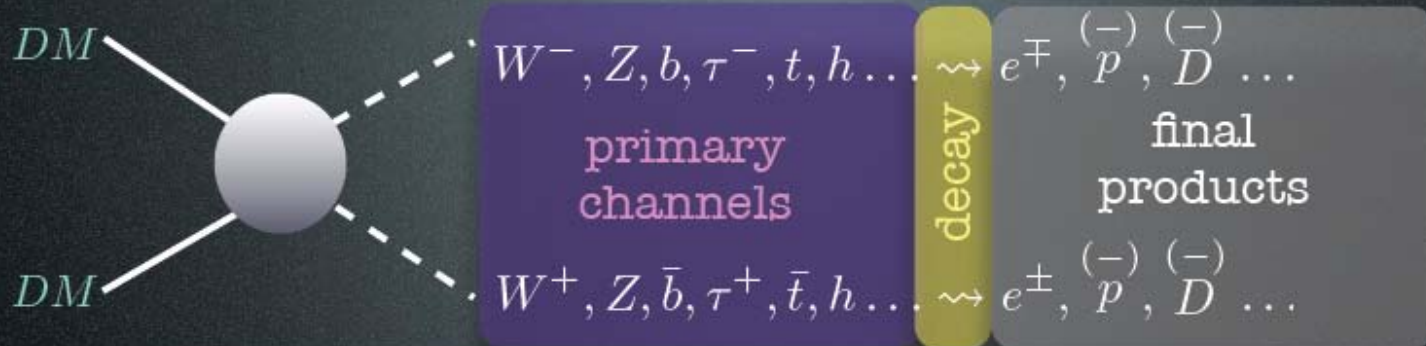 DM
W⁻, Z, b, τ⁻, t, h ... ⇝ e^∓, p^(−), D^(−) ...
primary
channels
decay
final
products
DM
W⁺, Z, b̄, τ⁺, t̄, h ... ⇝ e^±, p^(−), D^(−) ...